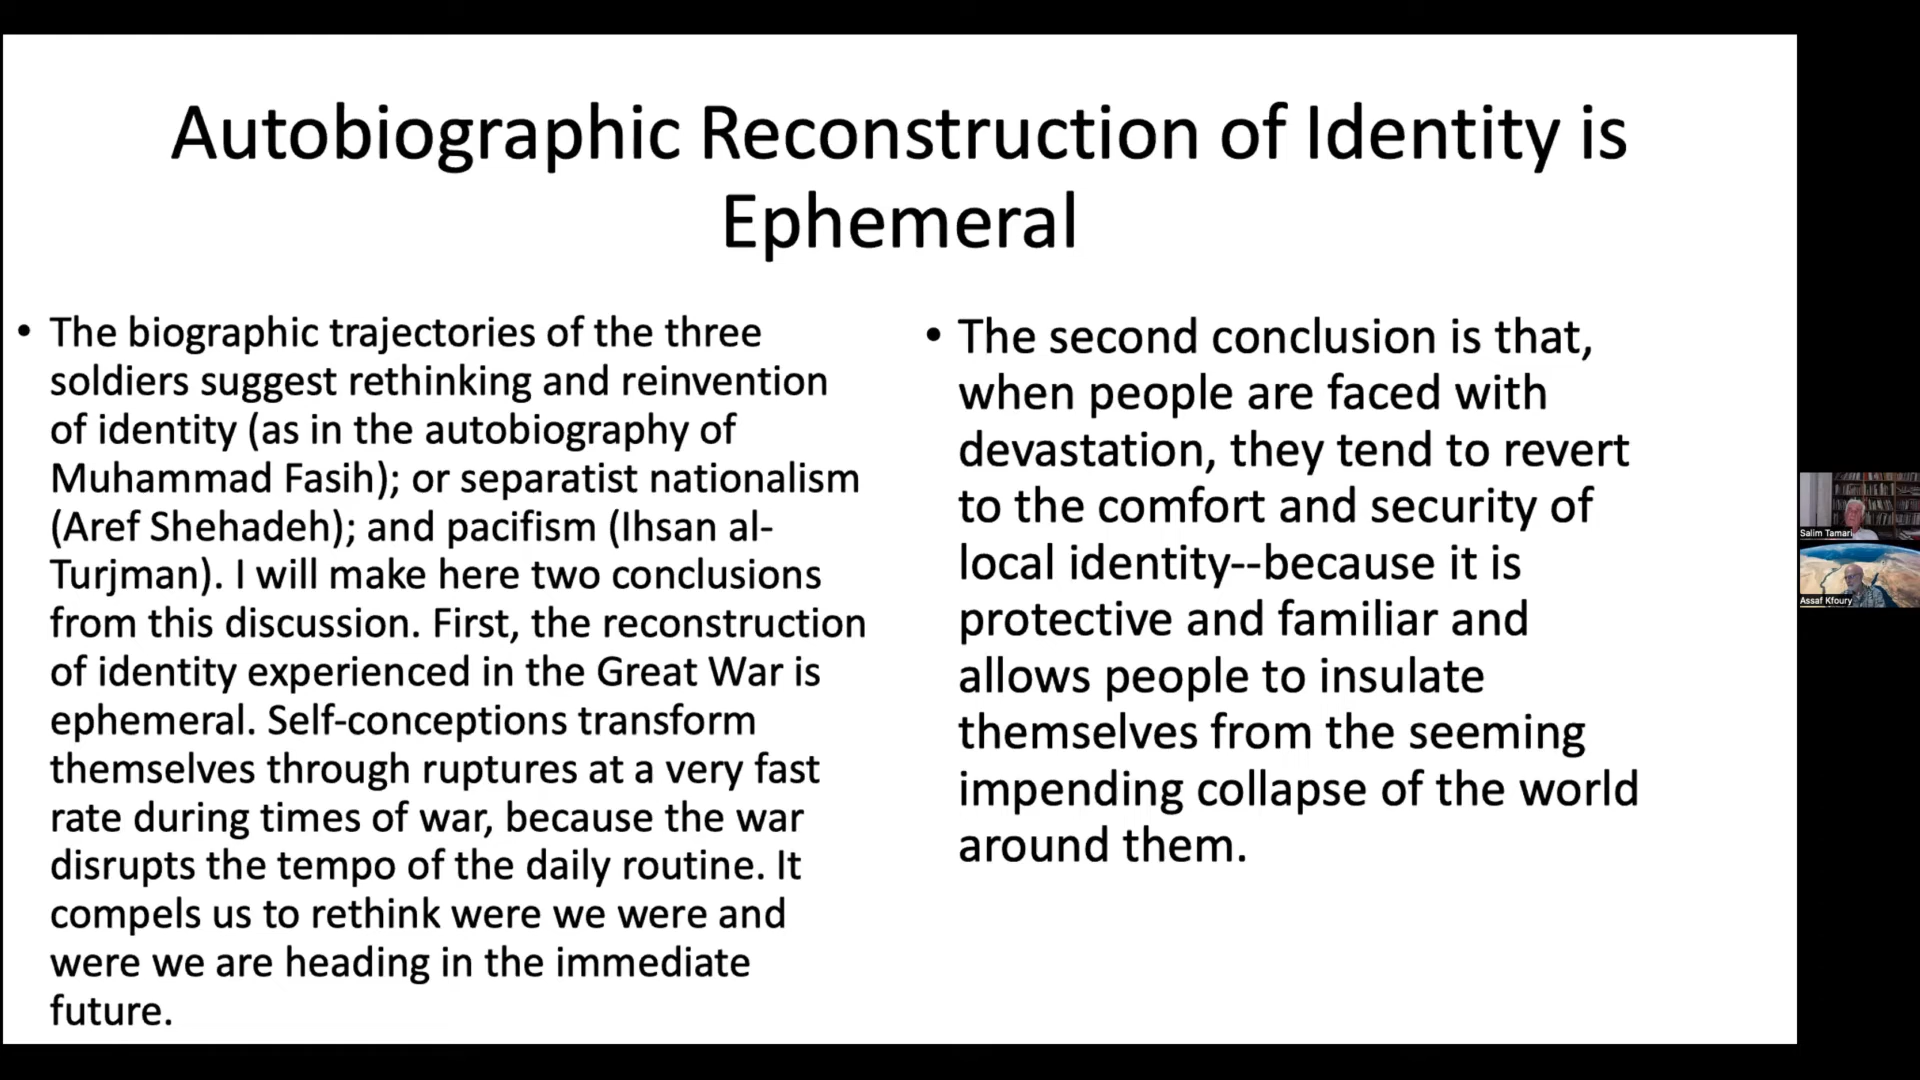 Autobiographic Reconstruction of Identity is
Ephemeral
• The biographic trajectories of the three
soldiers suggest rethinking and reinvention
of identity (as in the autobiography of
Muhammad Fasih); or separatist nationalism
(Aref Shehadeh); and pacifism (Ihsan al-
Turjman). I will make here two conclusions
from this discussion. First, the reconstruction
of identity experienced in the Great War is
ephemeral. Self-conceptions transform
themselves through ruptures at a very fast
rate during times of war, because the war
disrupts the tempo of the daily routine. It
compels us to rethink were we were and
were we are heading in the immediate
future.
• The second conclusion is that,
when people are faced with
devastation, they tend to revert
to the comfort and security of
local identity--because it is
protective and familiar and
allows people to insulate
themselves from the seeming
impending collapse of the world
around them.
Salim Tamari
Assaf Kfoury